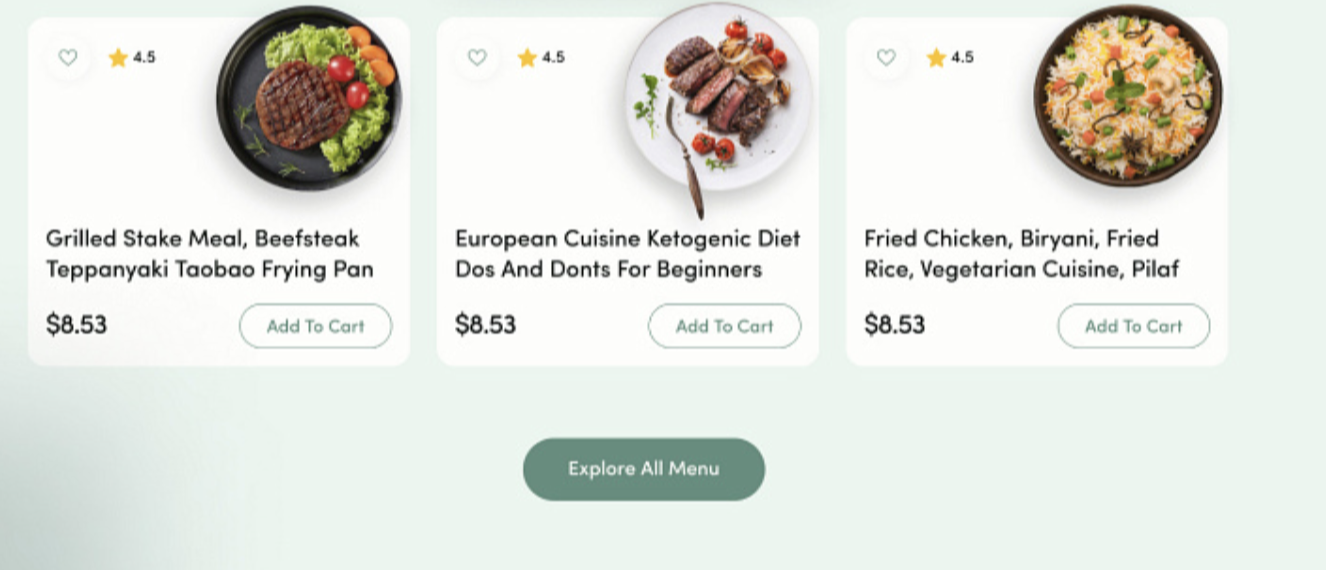 4.5
Grilled Stake Meal, Beefsteak
Teppanyaki Taobao Frying Pan
$8.53
Add To Cart
4.5
European Cuisine Ketogenic Diet
Dos And Donts For Beginners
$8.53
Add To Cart
4.5
Fried Chicken, Biryani, Fried
Rice, Vegetarian Cuisine, Pilaf
$8.53
Add To Cart
Explore All Menu